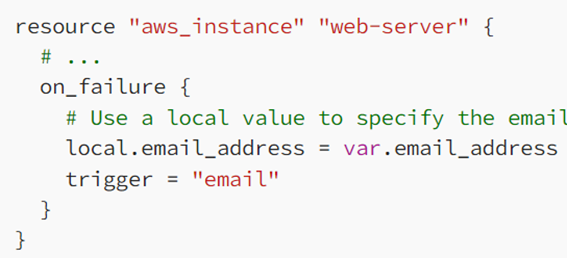 resource "aws_instance" "web-server" {
# ...
on_failure {
# Use a local value to specify the email
local.email_address = var.email_address
trigger = "email"
}
}